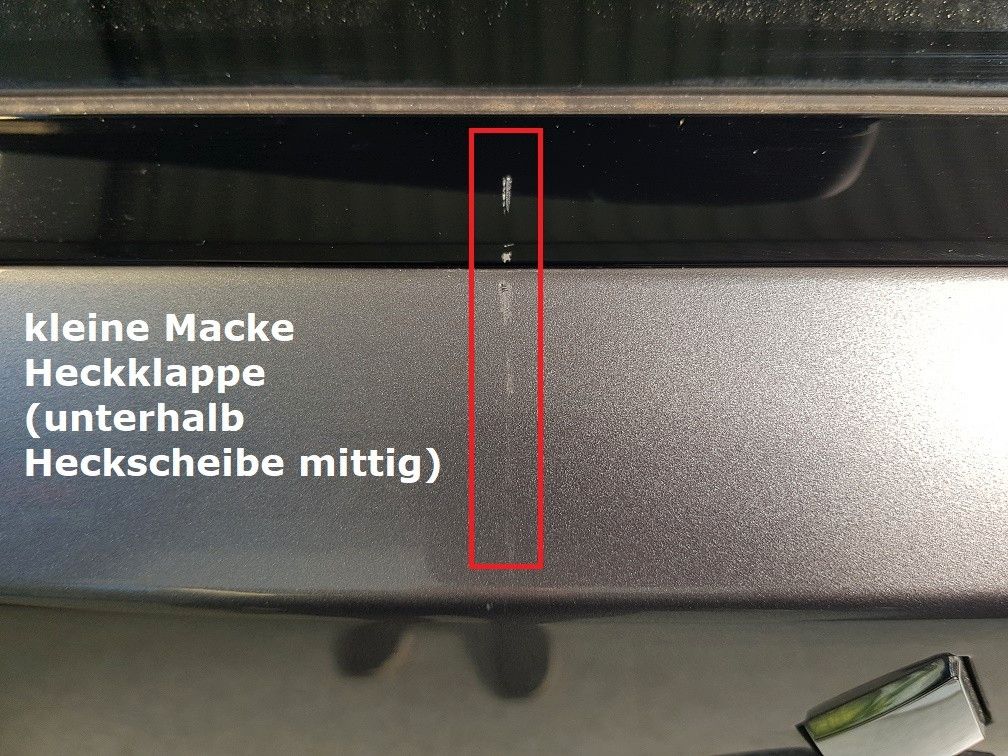 kleine Macke
Heckklappe
(unterhalb
Heckscheibe mittig)